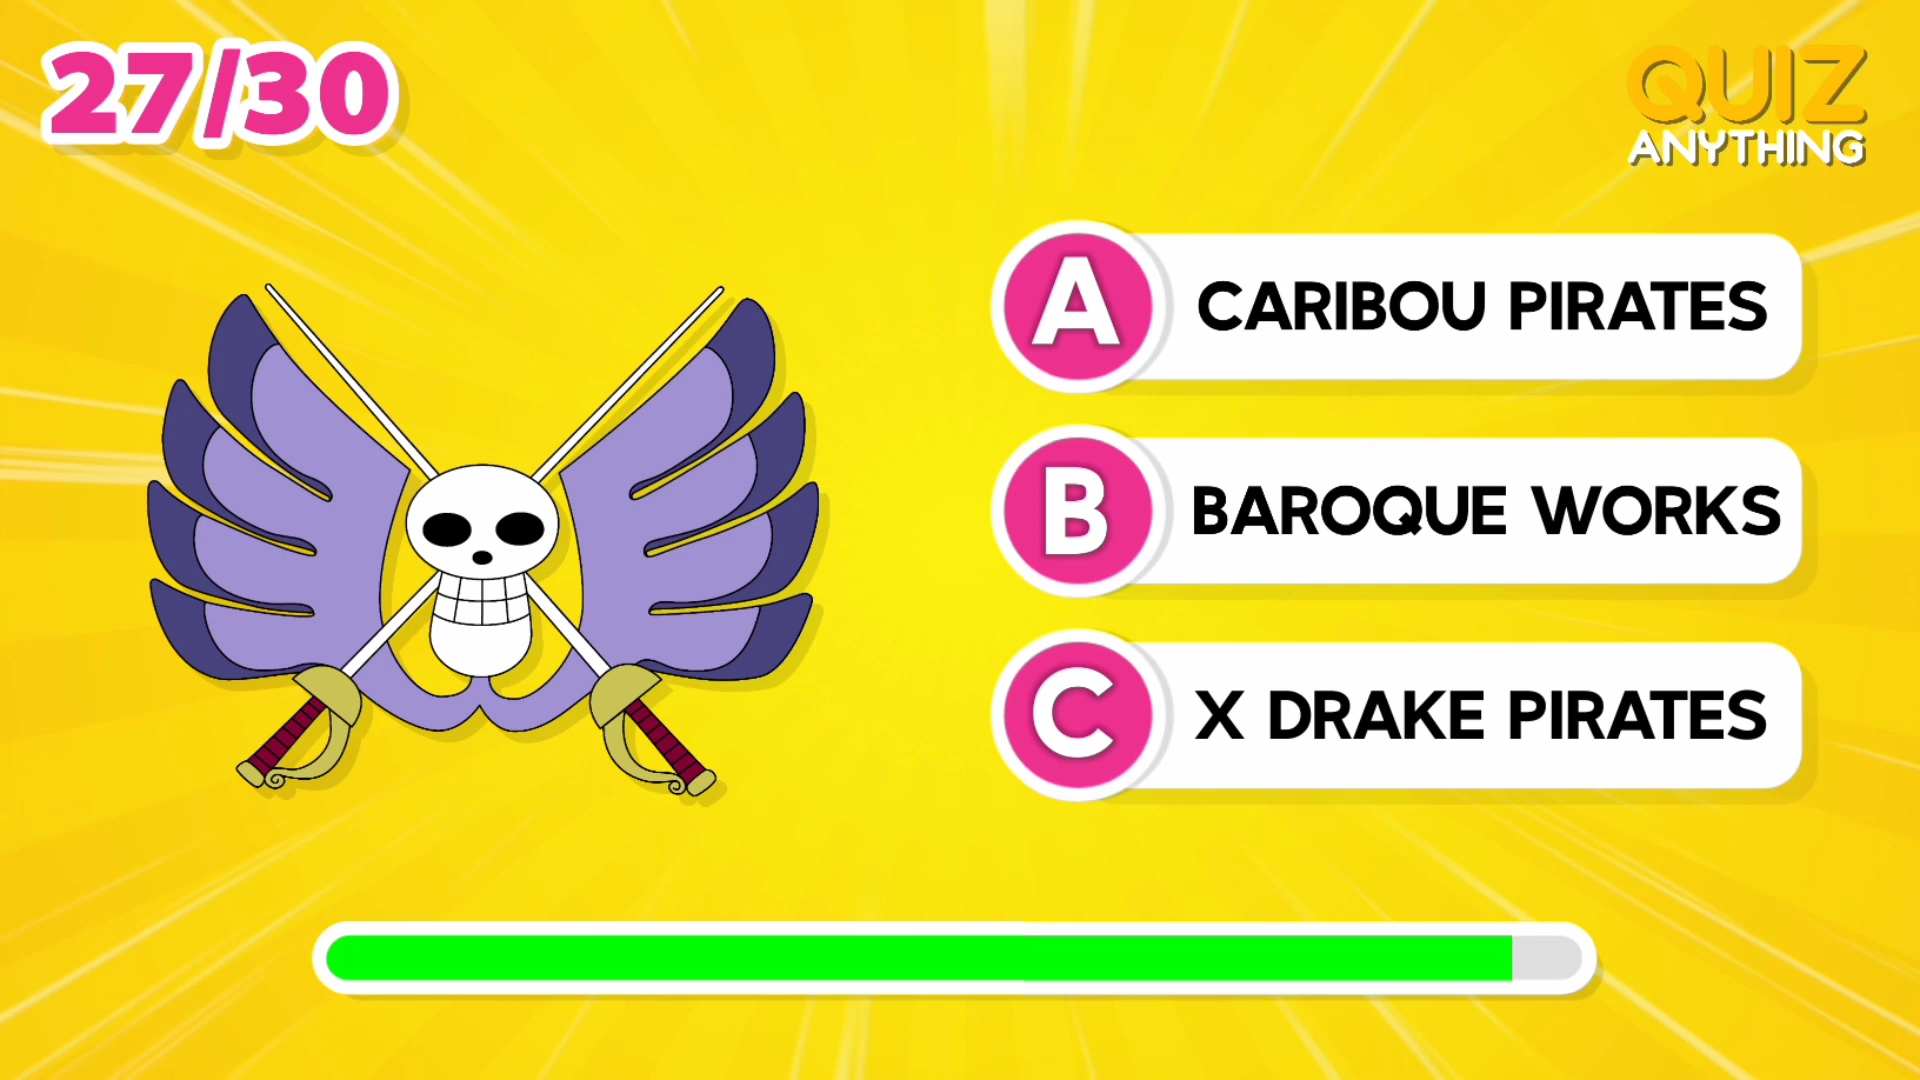 27/30
QUIZ
ANYTHING
A CARIBOU PIRATES
B BAROQUE WORKS
C X DRAKE PIRATES